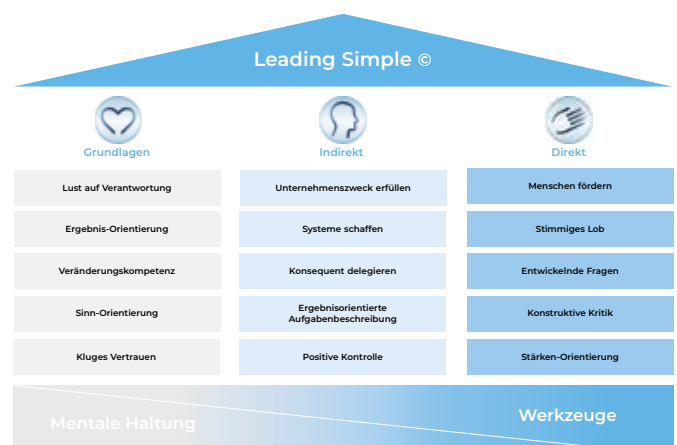 Leading Simple ©
Grundlagen
Indirekt
Direkt
Lust auf Verantwortung
Unternehmenszweck erfüllen
Menschen fördern
Ergebnis-Orientierung
Systeme schaffen
Stimmiges Lob
Veränderungskompetenz
Konsequent delegieren
Entwickelnde Fragen
Sinn-Orientierung
Ergebnisorientierte
Aufgabenbeschreibung
Konstruktive Kritik
Kluges Vertrauen
Positive Kontrolle
Stärken-Orientierung
Mentale Haltung
Werkzeuge